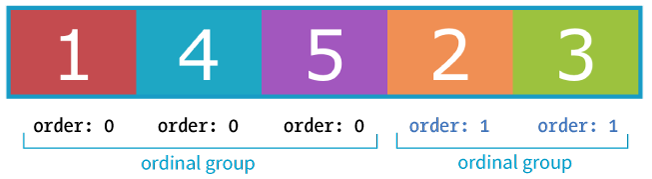 1 4 5 2 3
order: 0 order: 0 order: 0 order: 1 order: 1
ordinal group ordinal group